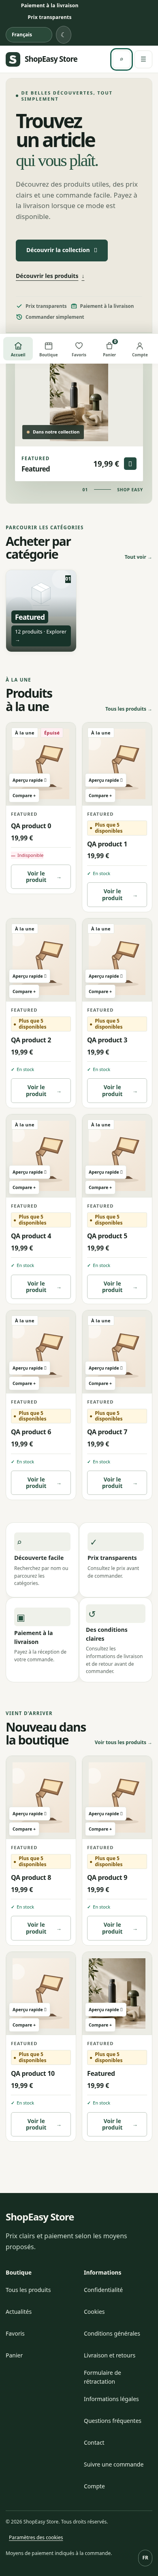 Paiement à la livraison
Prix transparents
Français
S ShopEasy Store
DE BELLES DÉCOUVERTES, TOUT
SIMPLEMENT
Trouvez
un article
qui vous plaît.
Découvrez des produits utiles, des prix
clairs et une commande facile. Payez à
la livraison lorsque ce mode est
disponible.
Découvrir la collection
Découvrir les produits ↓
Prix transparents
Paiement à la livraison
Commander simplement
Accueil
Boutique
Favoris
0
Panier
Compte
Dans notre collection
FEATURED
Featured
19,99 €
01
SHOP EASY
PARCOURIR LES CATÉGORIES
Acheter par
catégorie
Tout voir →
01
Featured
12 produits · Explorer
→
À LA UNE
Produits
à la une
Tous les produits →
À la une
Épuisé
Aperçu rapide
Compare +
FEATURED
QA product 0
19,99 €
Indisponible
Voir le
produit →
À la une
Aperçu rapide
Compare +
FEATURED
Plus que 5
disponibles
QA product 1
19,99 €
✓ En stock
Voir le
produit →
À la une
Aperçu rapide
Compare +
FEATURED
Plus que 5
disponibles
QA product 2
19,99 €
✓ En stock
Voir le
produit →
À la une
Aperçu rapide
Compare +
FEATURED
Plus que 5
disponibles
QA product 3
19,99 €
✓ En stock
Voir le
produit →
À la une
Aperçu rapide
Compare +
FEATURED
Plus que 5
disponibles
QA product 4
19,99 €
✓ En stock
Voir le
produit →
À la une
Aperçu rapide
Compare +
FEATURED
Plus que 5
disponibles
QA product 5
19,99 €
✓ En stock
Voir le
produit →
À la une
Aperçu rapide
Compare +
FEATURED
Plus que 5
disponibles
QA product 6
19,99 €
✓ En stock
Voir le
produit →
À la une
Aperçu rapide
Compare +
FEATURED
Plus que 5
disponibles
QA product 7
19,99 €
✓ En stock
Voir le
produit →
Découverte facile
Recherchez par nom ou
parcourez les
catégories.
✓
Prix transparents
Consultez le prix avant
de commander.
Paiement à la
livraison
Payez à la réception de
votre commande.
Des conditions
claires
Consultez les
informations de livraison
et de retour avant de
commander.
VIENT D'ARRIVER
Nouveau dans
la boutique
Voir tous les produits →
Aperçu rapide
Compare +
FEATURED
Plus que 5
disponibles
QA product 8
19,99 €
✓ En stock
Voir le
produit →
Aperçu rapide
Compare +
FEATURED
Plus que 5
disponibles
QA product 9
19,99 €
✓ En stock
Voir le
produit →
Aperçu rapide
Compare +
FEATURED
Plus que 5
disponibles
QA product 10
19,99 €
✓ En stock
Voir le
produit →
Aperçu rapide
Compare +
FEATURED
Plus que 5
disponibles
Featured
19,99 €
✓ En stock
Voir le
produit →
ShopEasy Store
Prix clairs et paiement selon les moyens
proposés.
Boutique
Tous les produits
Actualités
Favoris
Panier
Informations
Confidentialité
Cookies
Conditions générales
Livraison et retours
Formulaire de
rétractation
Informations légales
Questions fréquentes
Contact
Suivre une commande
Compte
© 2026 ShopEasy Store. Tous droits réservés.
Paramètres des cookies
Moyens de paiement indiqués à la commande.
FR